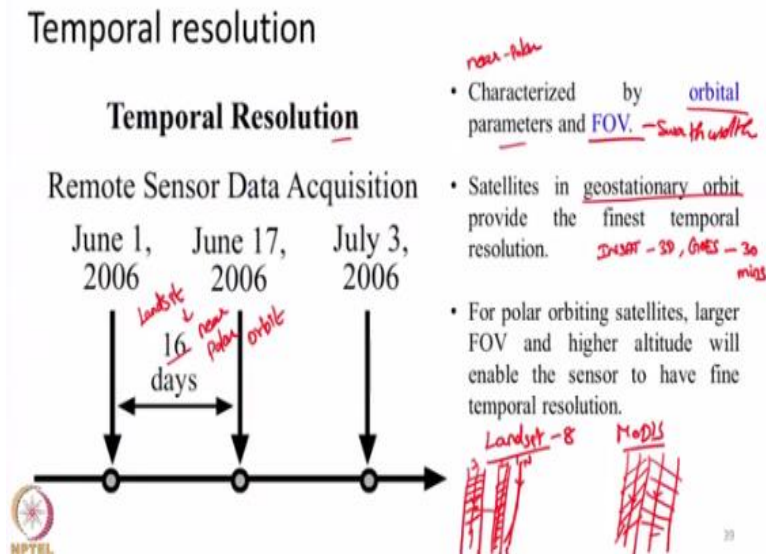 Temporal resolution
Temporal Resolution
Remote Sensor Data Acquisition
June 1, June 17, July 3,
2006 2006 2006
Landsat
near
polar
orbit
16
days
near-Polar
• Characterized by orbital
parameters and FOV. - Swath width
• Satellites in geostationary orbit
provide the finest temporal
resolution. INSAT - 3D, GOES - 30
mins
• For polar orbiting satellites, larger
FOV and higher altitude will
enable the sensor to have fine
temporal resolution.
Landsat - 8 MODIS
NPTEL
39